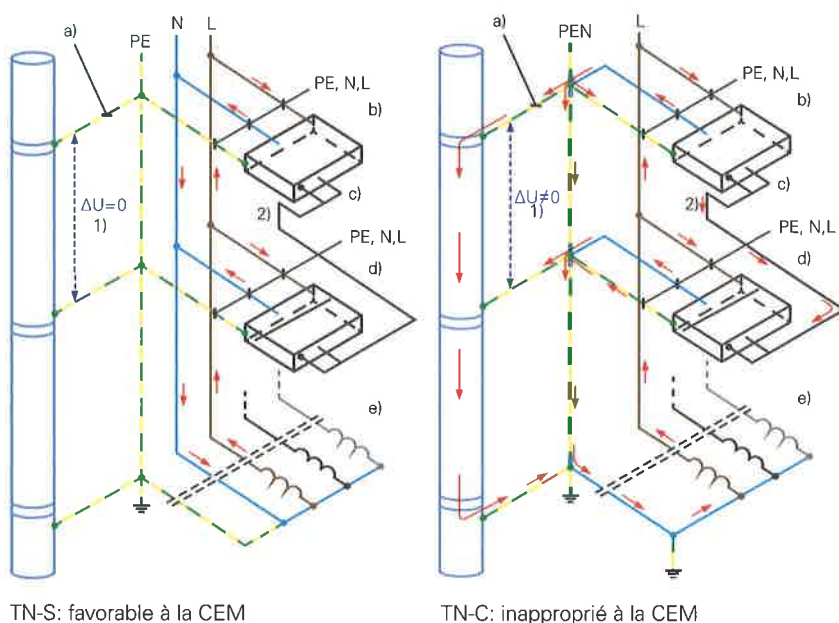 a)
PE
N
L
PE, N,L
b)
c)
ΔU=0
1)
2)
PE, N,L
d)
e)
TN-S: favorable à la CEM
a)
PEN
L
PE, N,L
b)
c)
ΔU≠0
1)
2)
PE, N,L
d)
e)
TN-C: inapproprié à la CEM